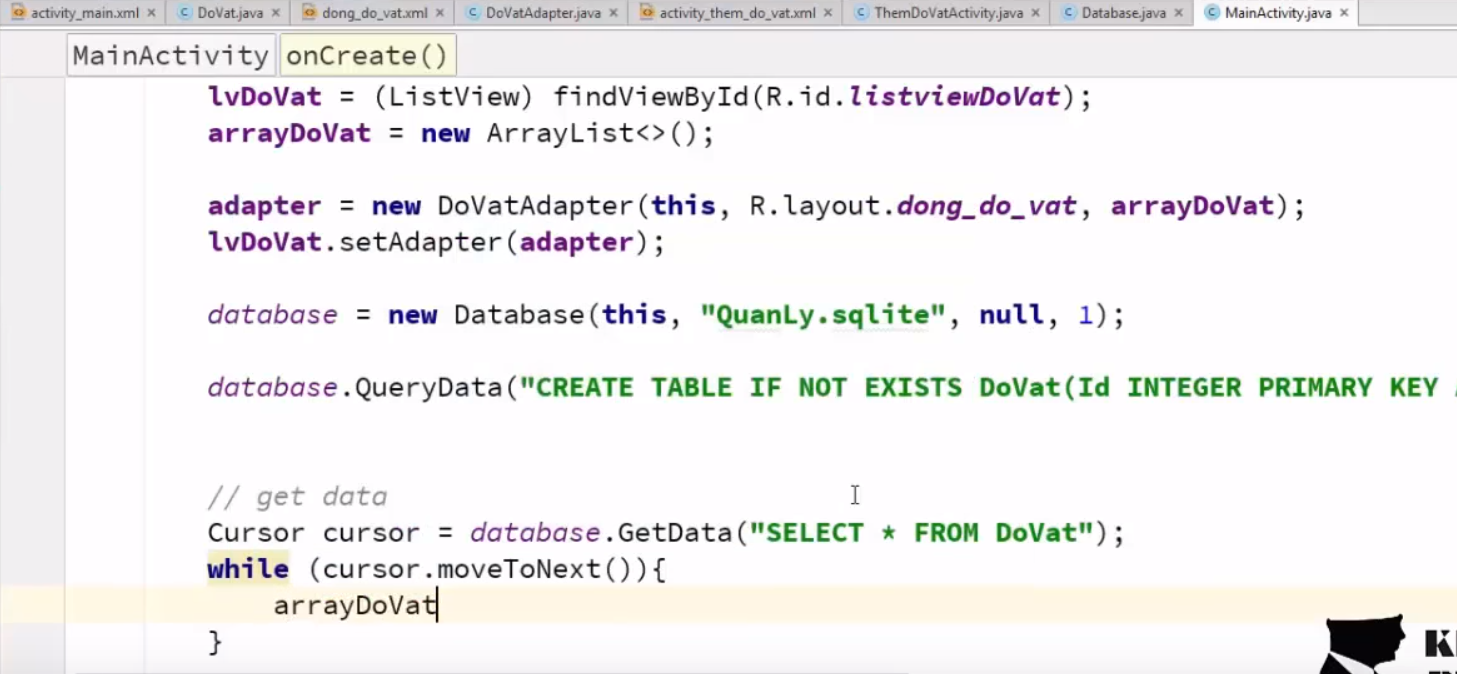 activity_main.xml DoVat.java dong_do_vat.xml DoVatAdapter.java activity_them_do_vat.xml ThemDoVatActivity.java Database.java MainActivity.java
MainActivity onCreate()
lvDoVat = (ListView) findViewById(R.id.listviewDoVat);
arrayDoVat = new ArrayList<>();
adapter = new DoVatAdapter(this, R.layout.dong_do_vat, arrayDoVat);
lvDoVat.setAdapter(adapter);
database = new Database(this, "QuanLy.sqlite", null, 1);
database.QueryData("CREATE TABLE IF NOT EXISTS DoVat(Id INTEGER PRIMARY KEY
// get data
Cursor cursor = database.GetData("SELECT * FROM DoVat");
while (cursor.moveToNext()){
arrayDoVat
}